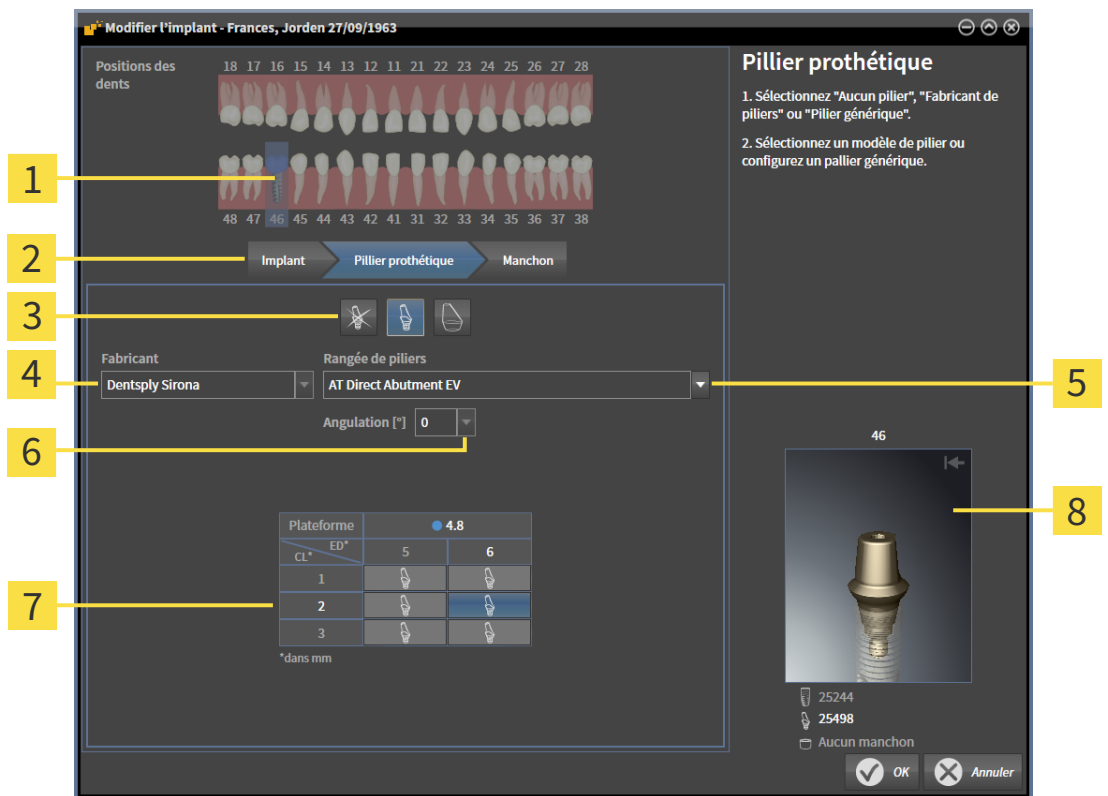 Modifier l'implant - Frances, Jorden 27/09/1963
Positions des
dents
18 17 16 15 14 13 12 11 21 22 23 24 25 26 27 28
48 47 46 45 44 43 42 41 31 32 33 34 35 36 37 38
1
2
Implant Pillier prothétique Manchon
3
Fabricant Rangée de piliers
4
Dentsply Sirona AT Direct Abutment EV
5
Angulation [°] 0
6
Plateforme 4.8
CL* ED* 5 6
1
2
3
7
*dans mm
Pillier prothétique
1. Sélectionnez "Aucun pilier", "Fabricant de
piliers" ou "Pilier générique".
2. Sélectionnez un modèle de pilier ou
configurez un pallier générique.
46
8
25244
25498
Aucun manchon
OK Annuler